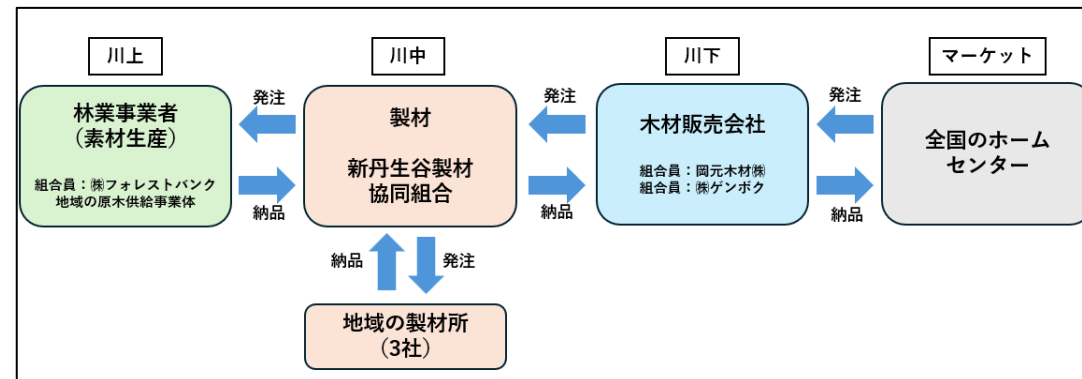 川上
川中
川下
マーケット
林業事業者
（素材生産）
組合員：㈱フォレストバンク
地域の原木供給事業体
発注
納品
製材
新丹生谷製材
協同組合
発注
納品
木材販売会社
組合員：岡元木材㈱
組合員：㈱ゲンボク
発注
納品
全国のホーム
センター
納品
発注
地域の製材所
（3社）